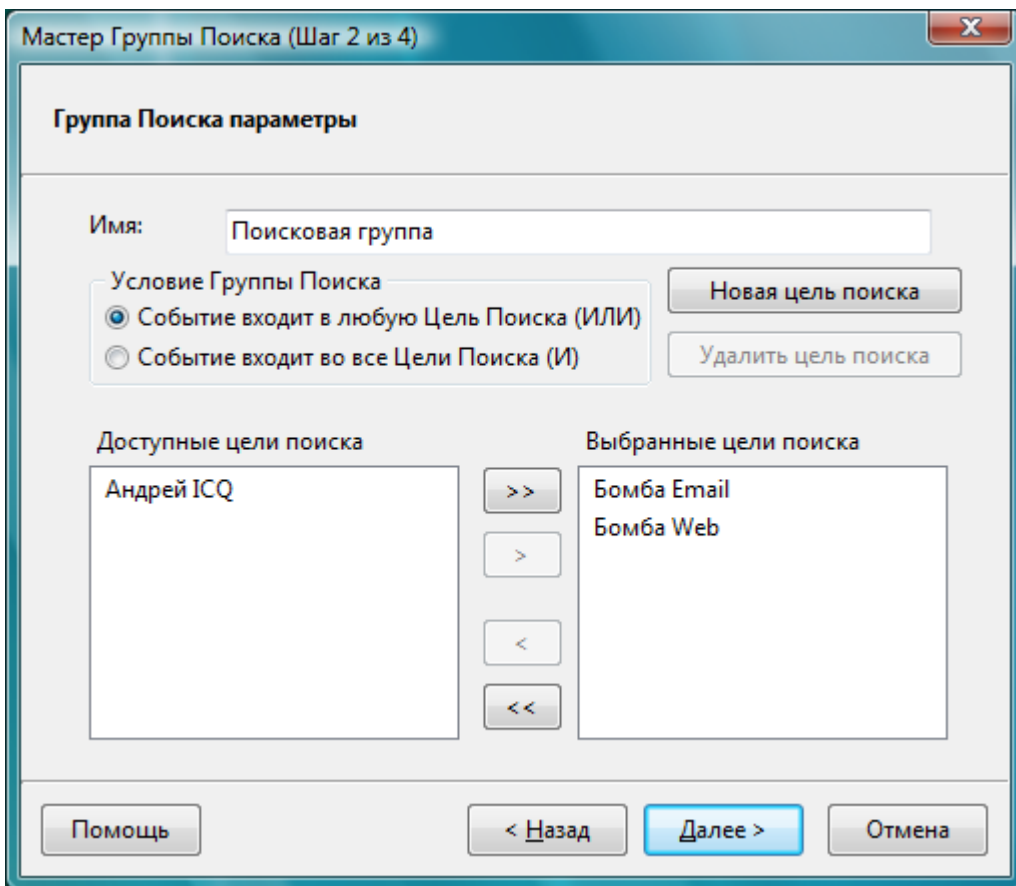 Мастер Группы Поиска (Шаг 2 из 4)
Группа Поиска параметры
Имя:
Поисковая группа
Условие Группы Поиска
Событие входит в любую Цель Поиска (ИЛИ)
Событие входит во все Цели Поиска (И)
Новая цель поиска
Удалить цель поиска
Доступные цели поиска
Андрей ICQ
>>
>
<
<<
Выбранные цели поиска
Бомба Email
Бомба Web
Помощь
< Назад
Далее >
Отмена